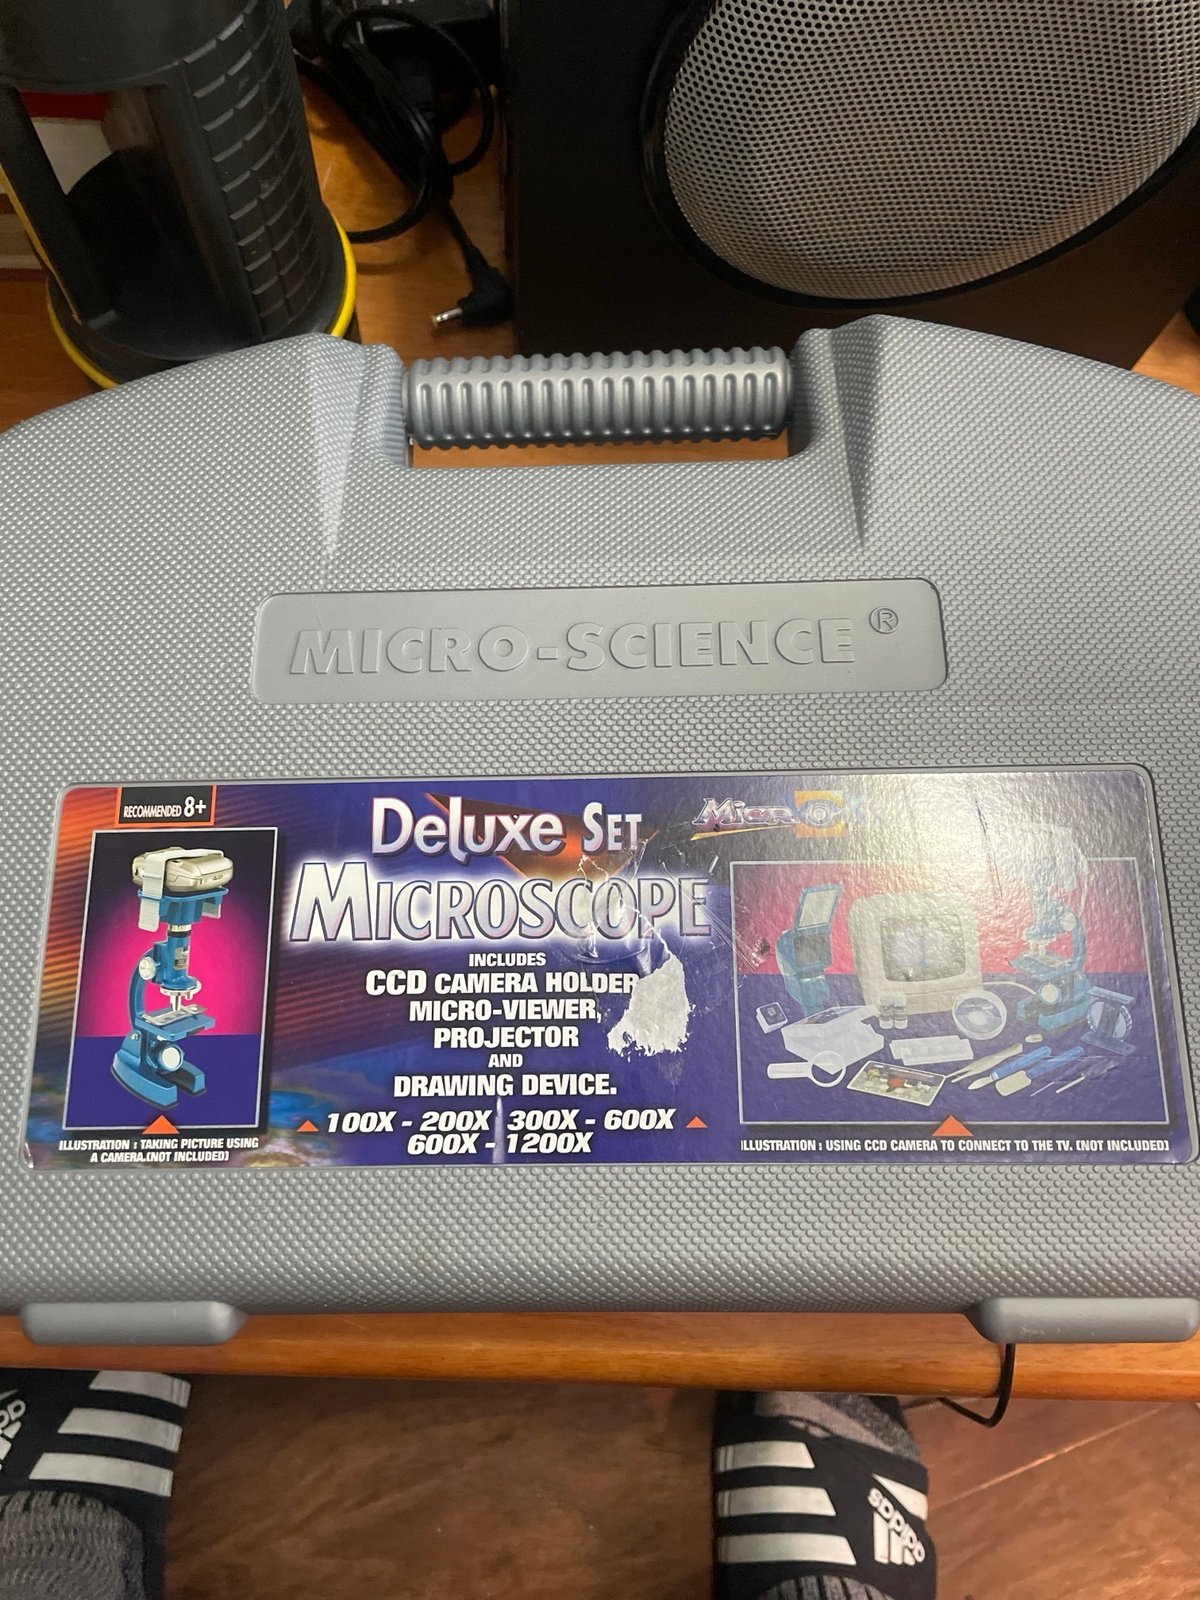 MICRO-SCIENCE®
RECOMMENDED 8+
DELUXE SET
MICROSCOPE
INCLUDES
CCD CAMERA HOLDER
MICRO-VIEWER,
PROJECTOR
AND
DRAWING DEVICE.
100X - 200X 300X - 600X
600X - 1200X
ILLUSTRATION : TAKING PICTURE USING
A CAMERA.(NOT INCLUDED)
MICRO
ILLUSTRATION : USING CCD CAMERA TO CONNECT TO THE TV. (NOT INCLUDED)
adidas